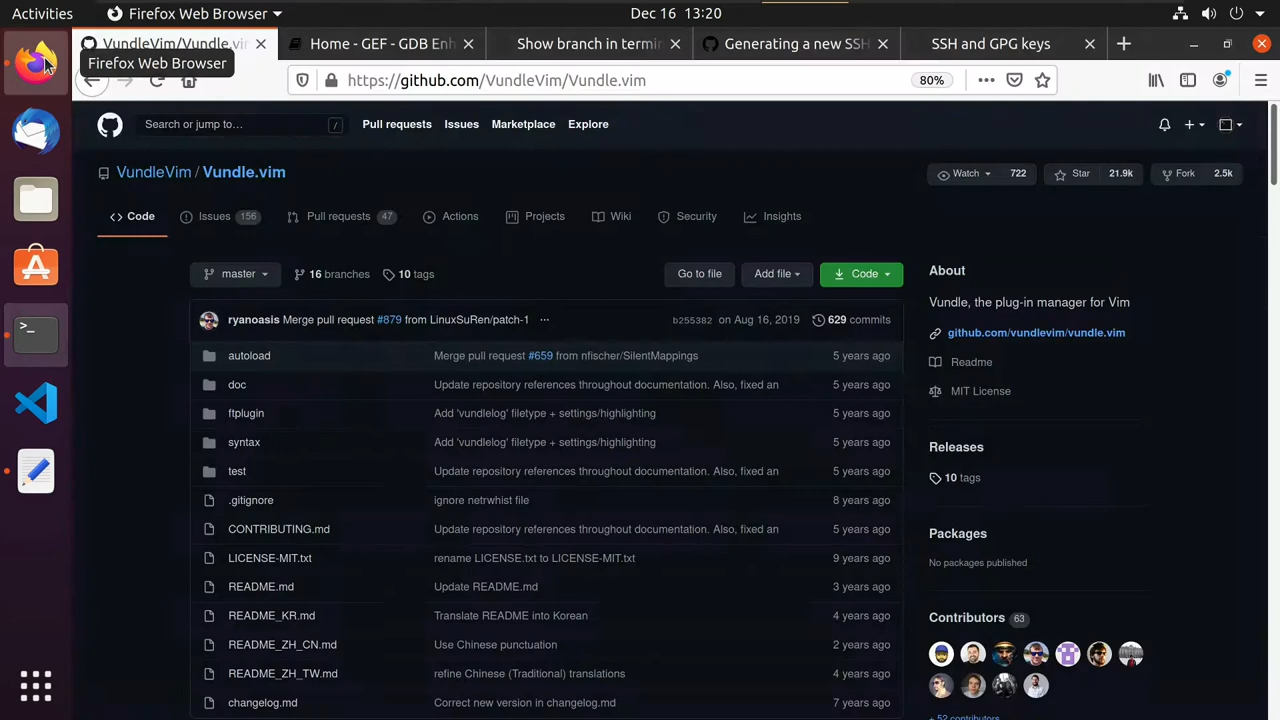 Activities
Firefox Web Browser
Dec 16 13:20
VundleVim/Vundle.vi
Home - GEF - GDB Enh
Show branch in termi
Generating a new SSH
SSH and GPG keys
Firefox Web Browser
https://github.com/VundleVim/Vundle.vim
80%
Search or jump to…
/
Pull requests
Issues
Marketplace
Explore
VundleVim / Vundle.vim
Watch
722
Star
21.9k
Fork
2.5k
Code
Issues 156
Pull requests 47
Actions
Projects
Wiki
Security
Insights
master
16 branches
10 tags
Go to file
Add file
Code
ryanoasis Merge pull request #879 from LinuxSuRen/patch-1 ...
b255382 on Aug 16, 2019
629 commits
autoload Merge pull request #659 from nfischer/SilentMappings 5 years ago
doc Update repository references throughout documentation. Also, fixed an 5 years ago
ftplugin Add 'vundlelog' filetype + settings/highlighting 5 years ago
syntax Add 'vundlelog' filetype + settings/highlighting 5 years ago
test Update repository references throughout documentation. Also, fixed an 5 years ago
.gitignore ignore netrwhist file 8 years ago
CONTRIBUTING.md Update repository references throughout documentation. Also, fixed an 5 years ago
LICENSE-MIT.txt rename LICENSE.txt to LICENSE-MIT.txt 9 years ago
README.md Update README.md 3 years ago
README_KR.md Translate README into Korean 4 years ago
README_ZH_CN.md Use Chinese punctuation 2 years ago
README_ZH_TW.md refine Chinese (Traditional) translations 4 years ago
changelog.md Correct new version in changelog.md 7 years ago
About
Vundle, the plug-in manager for Vim
github.com/vundlevim/vundle.vim
Readme
MIT License
Releases
10 tags
Packages
No packages published
Contributors 63
+ 52 contributors